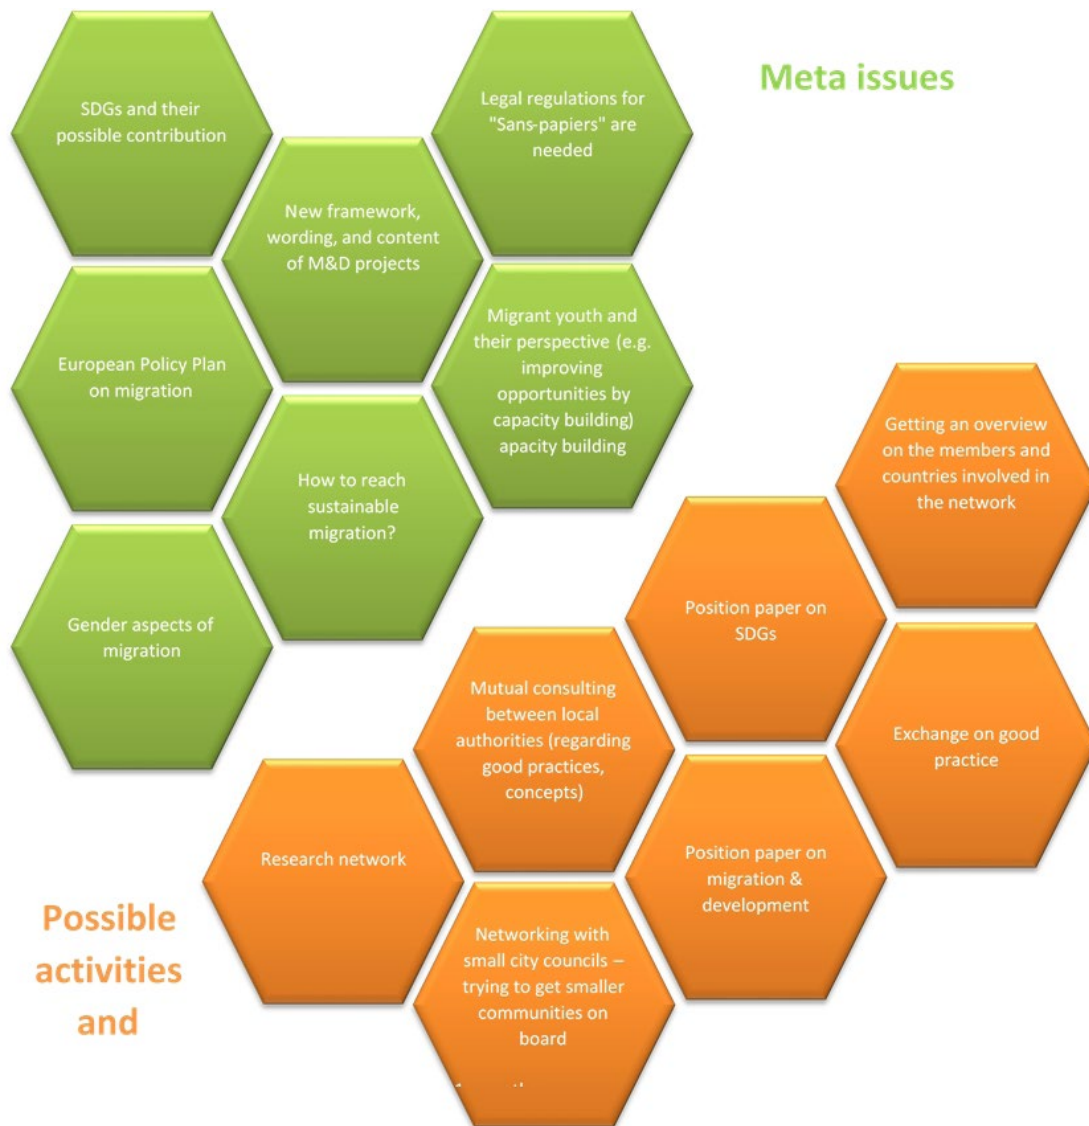 Meta issues
SDGs and their
possible contribution
Legal regulations for
"Sans-papiers" are
needed
New framework,
wording, and content
of M&D projects
European Policy Plan
on migration
Migrant youth and
their perspective (e.g.
improving
opportunities by
capacity building)
apacity building
How to reach
sustainable
migration?
Gender aspects of
migration
Getting an overview
on the members and
countries involved in
the network
Position paper on
SDGs
Mutual consulting
between local
authorities (regarding
good practices,
concepts)
Exchange on good
practice
Research network
Position paper on
migration &
development
Networking with
small city councils –
trying to get smaller
communities on
board
Possible
activities
and